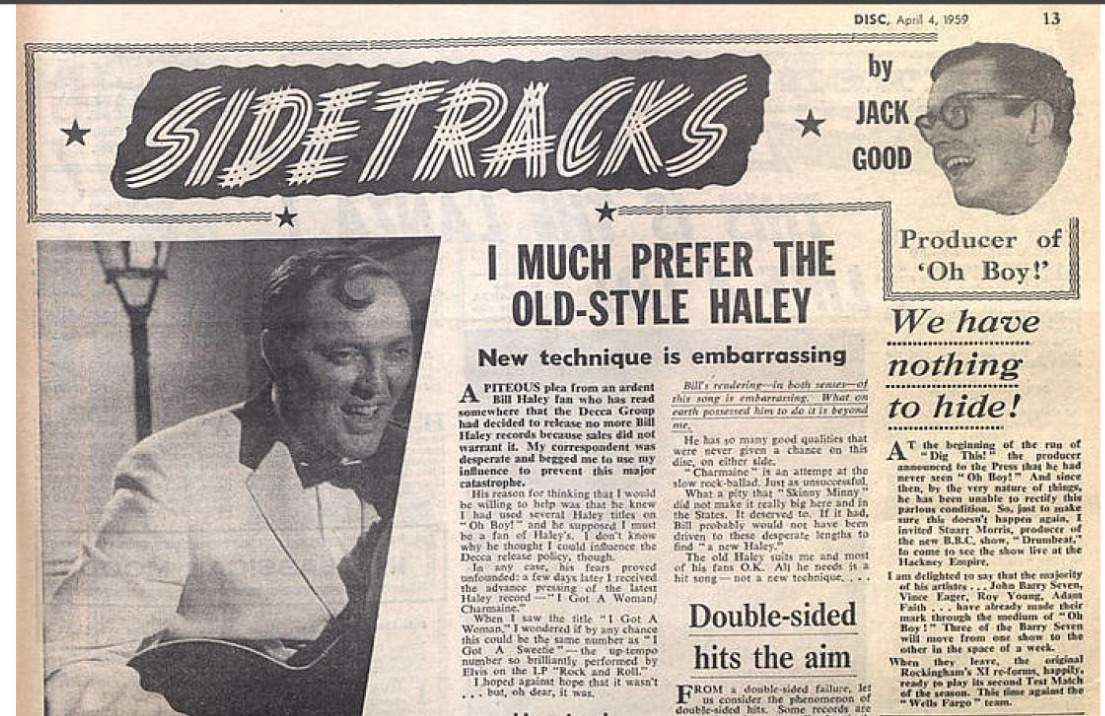 DISC, April 4, 1959
13
SIDETRACKS
by
JACK
GOOD
Producer of
‘Oh Boy!’
I MUCH PREFER THE
OLD-STYLE HALEY
New technique is embarrassing
A PITEOUS plea from an ardent
Bill Haley fan who has read
somewhere that the Decca Group
had decided to release no more Bill
Haley records because sales did not
warrant it. My correspondent was
desperate and begged me to use my
influence to prevent this major
catastrophe.
His reason for thinking that I would
be willing to help was that he knew
I had used several Haley titles on
"Oh Boy!" and he supposed I must
be a fan of Haley's. I don't know
why he thought I could influence the
Decca release policy, though.
In any case, his fears proved
unfounded: a few days later I received
the advance pressing of the latest
Haley record—"I Got A Woman/
Charmaine."
When I saw the title "I Got A
Woman," I wondered if by any chance
this could be the same number as "I
Got A Sweetie"—the up-tempo
number so brilliantly performed by
Elvis on the LP "Rock and Roll."
I hoped against hope that it wasn't
. . . but, oh dear, it was.
Bill's rendering—in both senses—of
this song is embarrassing. What on
earth possessed him to do it is beyond
me.
He has so many good qualities that
were never given a chance on this
disc, on either side.
"Charmaine" is an attempt at the
slow rock-ballad. Just as unsuccessful.
What a pity that "Skinny Minny"
did not make it really big here and in
the States. It deserved to. If it had,
Bill probably would not have been
driven to these desperate lengths to
find "a new Haley."
The old Haley suits me and most
of his fans O.K. All he needs is a
hit song—not a new technique. . . .
Double-sided
hits the aim
FROM a double-sided failure, let
us consider the phenomenon of
double-sided hits. Some records are
We have
nothing
to hide!
AT the beginning of the run of
"Dig This!" the producer
announced to the Press that he had
never seen "Oh Boy!" And since
then, by the very nature of things,
he has been unable to rectify this
parlous condition. So, just to make
sure this doesn't happen again, I
invited Stuart Morris, producer of
the new B.B.C. show, "Drumbeat,"
to come to see the show live at the
Hackney Empire.
I am delighted to say that the majority
of his artistes . . . John Barry Seven,
Vince Eager, Roy Young, Adam
Faith . . . have already made their
mark through the medium of "Oh
Boy!" Three of the Barry Seven
will move from one show to the
other in the space of a week.
When they leave, the original
Rockingham's XI re-forms, happily,
ready to play its second Test Match
of the season. This time against the
"Wells Fargo" team.